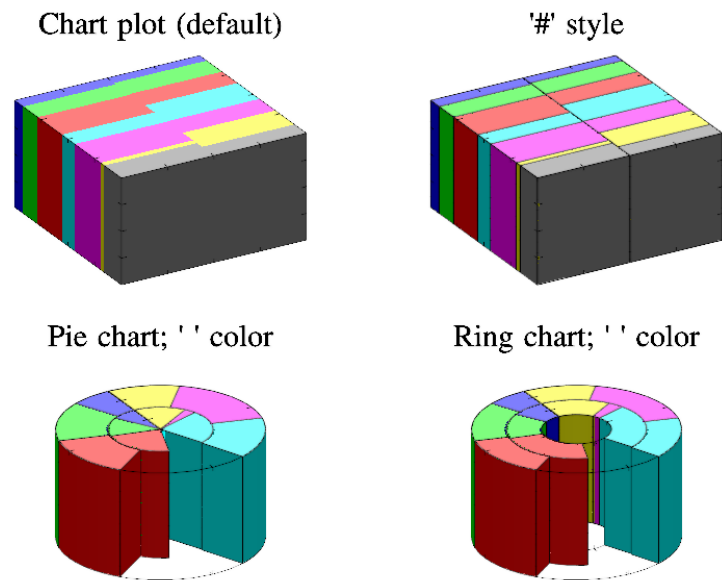 Chart plot (default)
'#' style
Pie chart; ' ' color
Ring chart; ' ' color